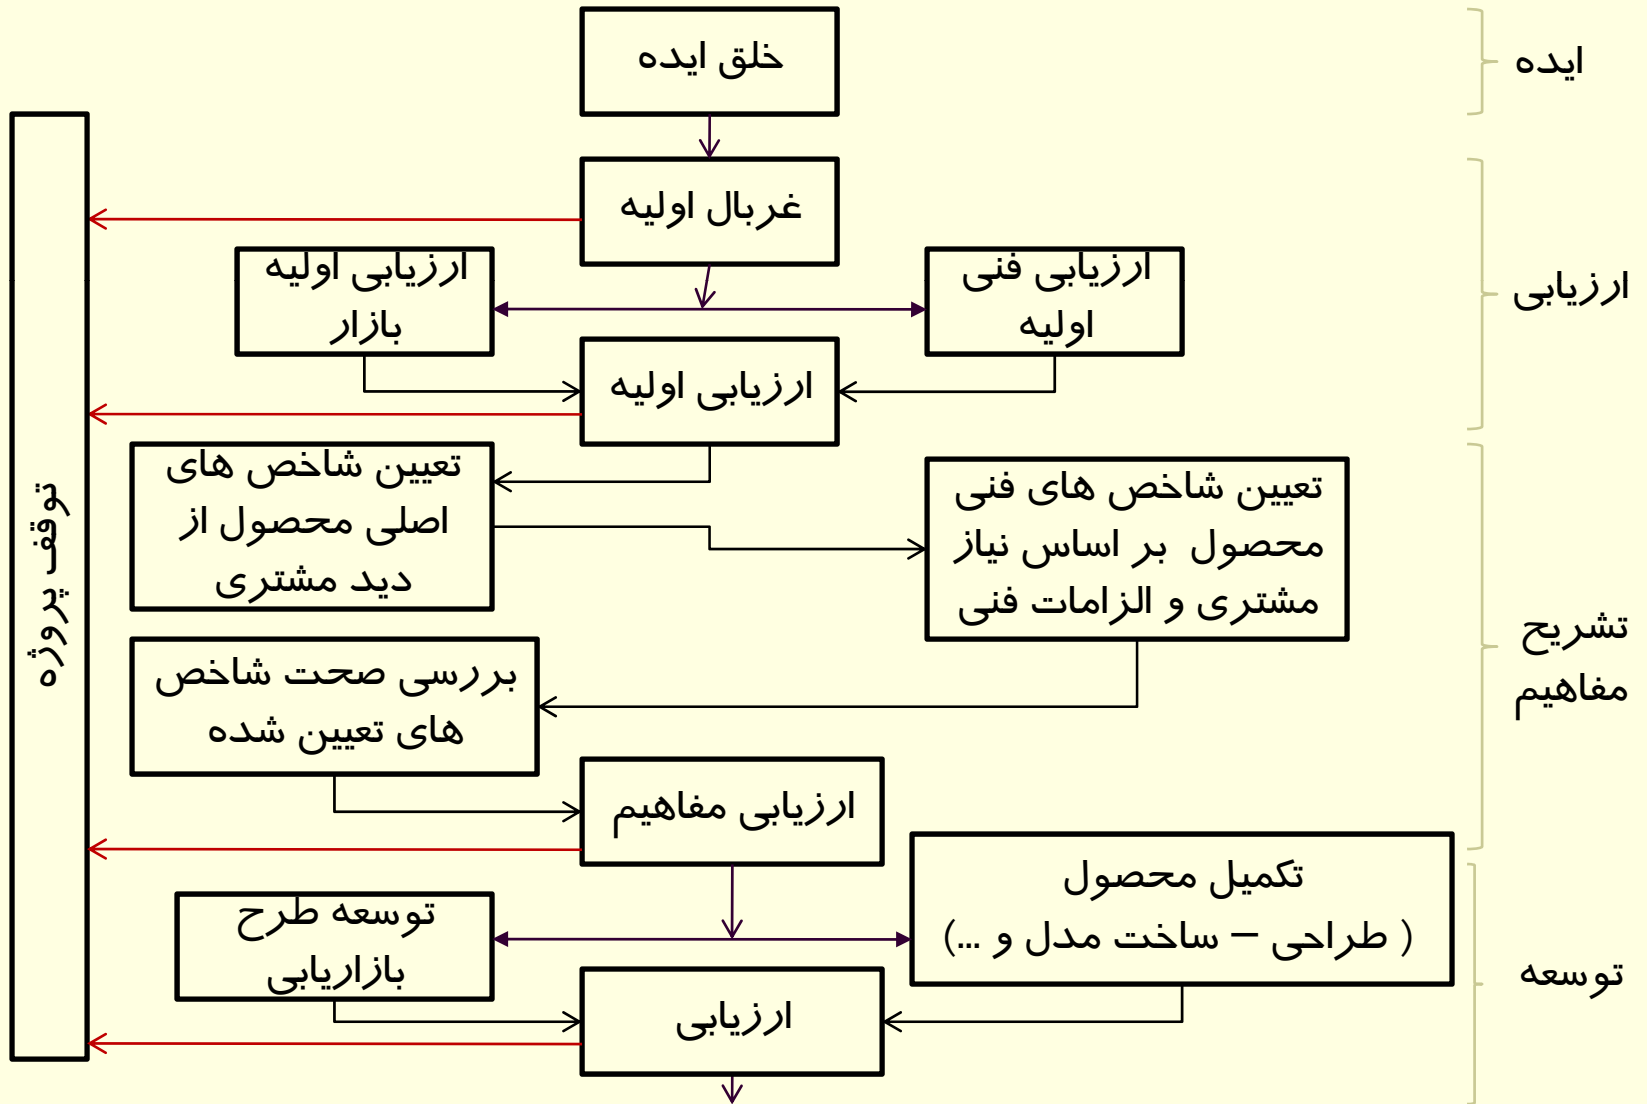 خلق ایده
ایده
غربال اولیه
ارزیابی فنی
اولیه
ارزیابی اولیه
بازار
ارزیابی
ارزیابی اولیه
تعیین شاخص های
اصلی محصول از
دید مشتری
تعیین شاخص های فنی
محصول بر اساس نیاز
مشتری و الزامات فنی
بررسی صحت شاخص
های تعیین شده
تشریح
مفاهیم
ارزیابی مفاهیم
تکمیل محصول
( طراحی – ساخت مدل و ...)
توسعه طرح
بازاریابی
ارزیابی
توسعه
توقف پروژه